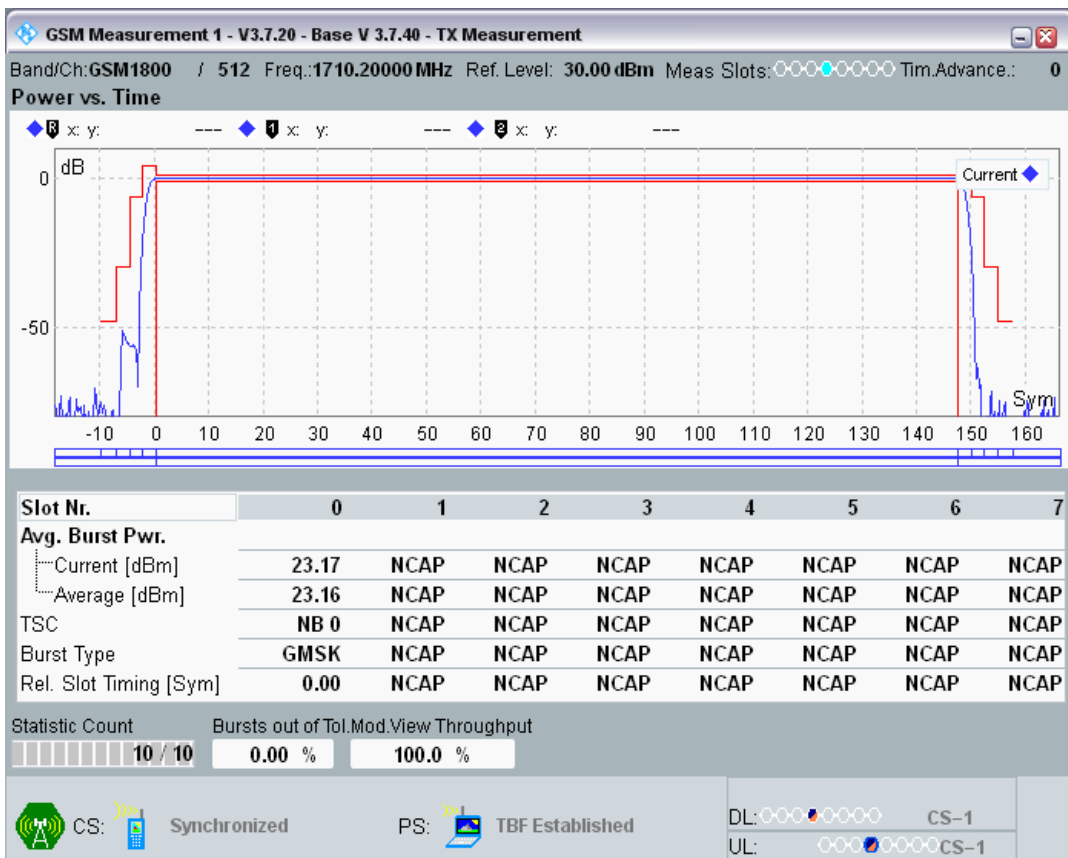 GSM Measurement 1 - V3.7.20 - Base V 3.7.40 - TX Measurement
Band/Ch:GSM1800 / 512 Freq.:1710.20000 MHz Ref. Level: 30.00 dBm Meas Slots: Tim.Advance.: 0
Power vs. Time
R x: y: --- 1 x: y: --- 2 x: y: ---
dB
Current
0
-50
Sym
-10 0 10 20 30 40 50 60 70 80 90 100 110 120 130 140 150 160
Slot Nr. 0 1 2 3 4 5 6 7
Avg. Burst Pwr.
Current [dBm] 23.17 NCAP NCAP NCAP NCAP NCAP NCAP NCAP
Average [dBm] 23.16 NCAP NCAP NCAP NCAP NCAP NCAP NCAP
TSC NB 0 NCAP NCAP NCAP NCAP NCAP NCAP NCAP
Burst Type GMSK NCAP NCAP NCAP NCAP NCAP NCAP NCAP
Rel. Slot Timing [Sym] 0.00 NCAP NCAP NCAP NCAP NCAP NCAP NCAP
Statistic Count Bursts out of Tol.Mod.View Throughput
10 / 10 0.00 % 100.0 %
CS: Synchronized PS: TBF Established
DL: CS-1
UL: CS-1